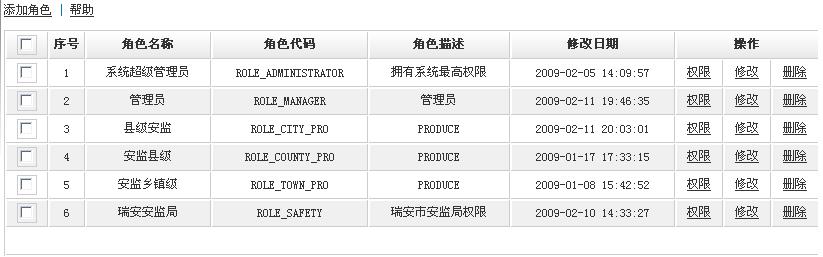 添加角色 | 帮助
序号 角色名称 角色代码 角色描述 修改日期 操作
1 系统超级管理员 ROLE_ADMINISTRATOR 拥有系统最高权限 2009-02-05 14:09:57 权限 修改 删除
2 管理员 ROLE_MANAGER 管理员 2009-02-11 19:46:35 权限 修改 删除
3 县级安监 ROLE_CITY_PRO PRODUCE 2009-02-11 20:03:01 权限 修改 删除
4 安监县级 ROLE_COUNTY_PRO PRODUCE 2009-01-17 17:33:15 权限 修改 删除
5 安监乡镇级 ROLE_TOWN_PRO PRODUCE 2009-01-08 15:42:52 权限 修改 删除
6 瑞安安监局 ROLE_SAFETY 瑞安市安监局权限 2009-02-10 14:33:27 权限 修改 删除